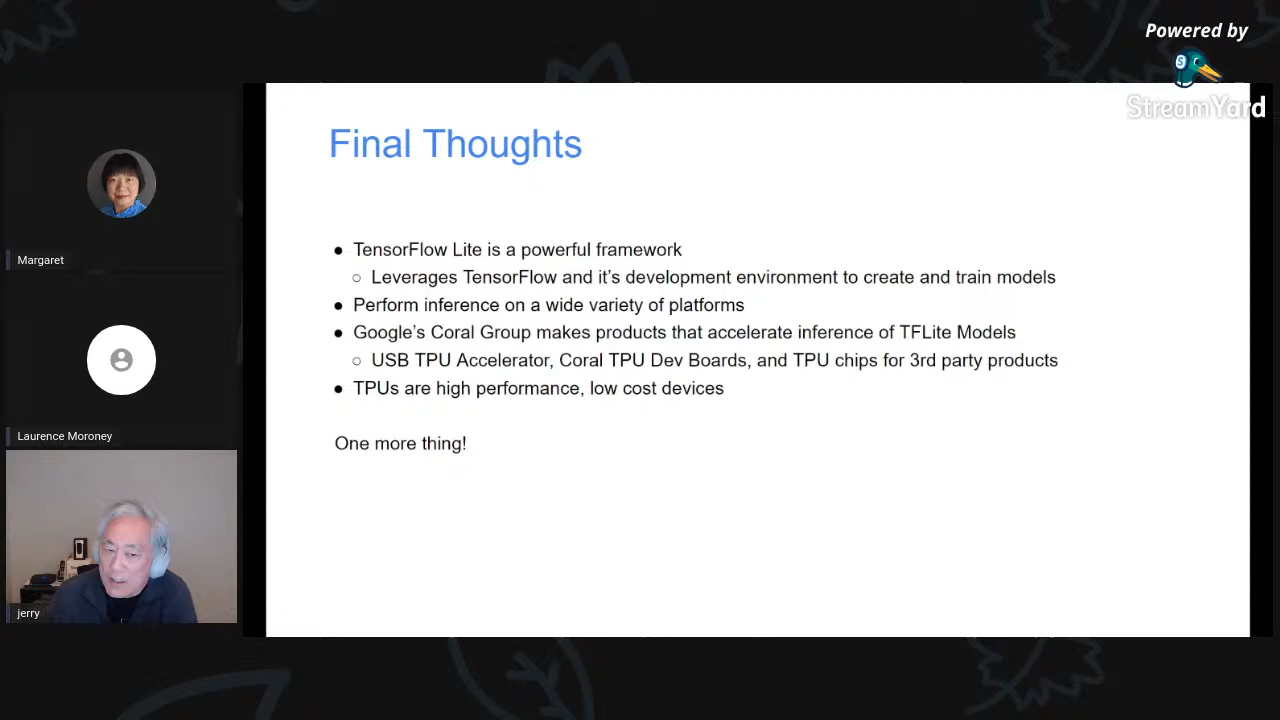 Powered by
StreamYard
Final Thoughts
● TensorFlow Lite is a powerful framework
○ Leverages TensorFlow and it's development environment to create and train models
● Perform inference on a wide variety of platforms
● Google's Coral Group makes products that accelerate inference of TFLite Models
○ USB TPU Accelerator, Coral TPU Dev Boards, and TPU chips for 3rd party products
● TPUs are high performance, low cost devices
One more thing!
Margaret
Laurence Moroney
jerry